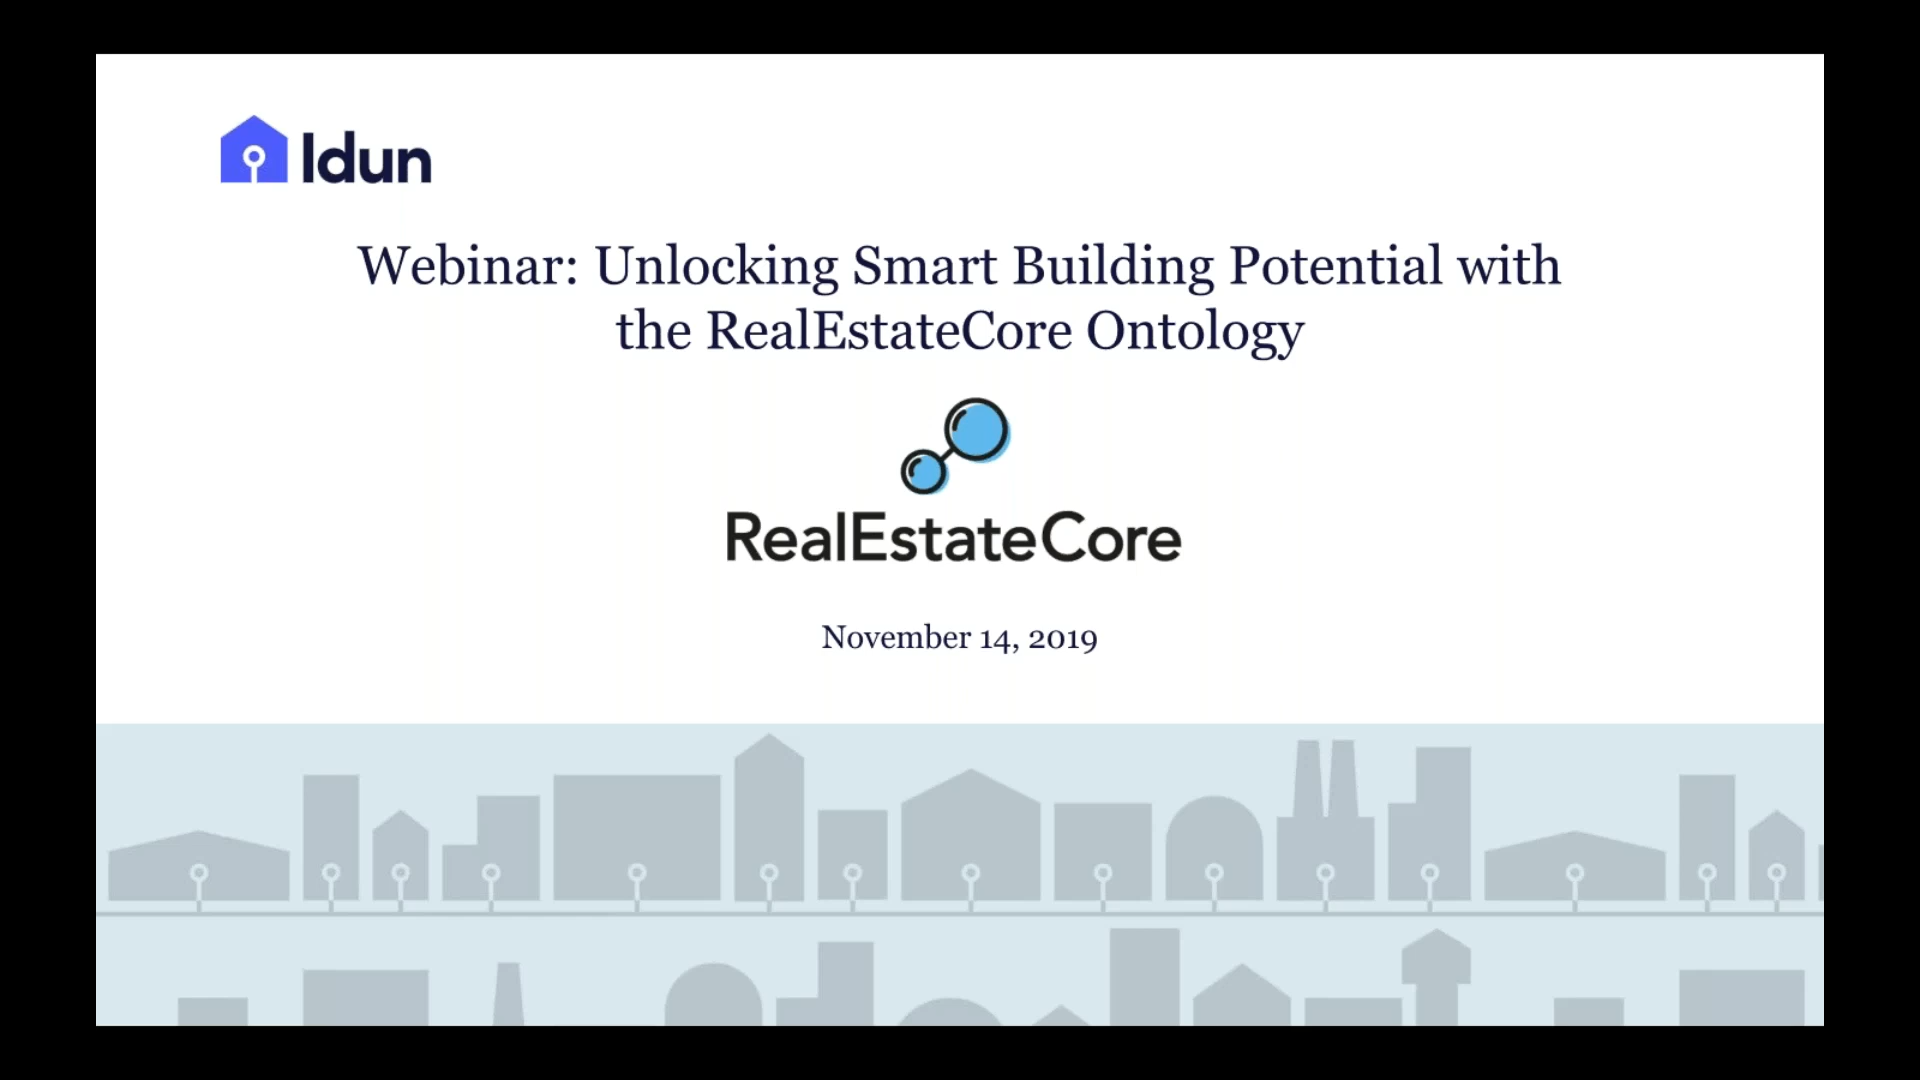 Idun
Webinar: Unlocking Smart Building Potential with
the RealEstateCore Ontology
RealEstateCore
November 14, 2019